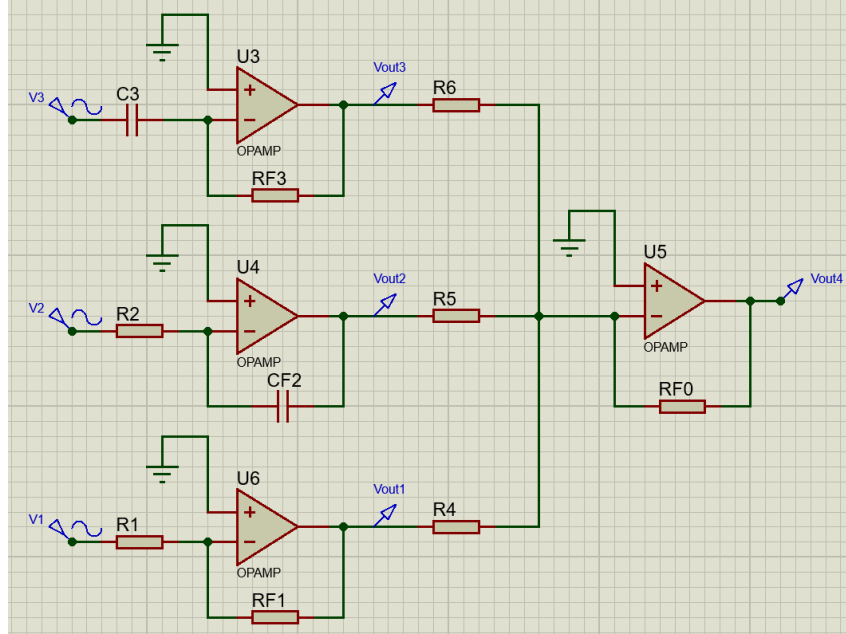 U3
Vout3
R6
V3
C3
+
−
OPAMP
RF3
U4
Vout2
R5
V2
R2
+
−
OPAMP
CF2
U5
Vout4
+
−
OPAMP
RF0
U6
Vout1
R4
V1
R1
+
−
OPAMP
RF1